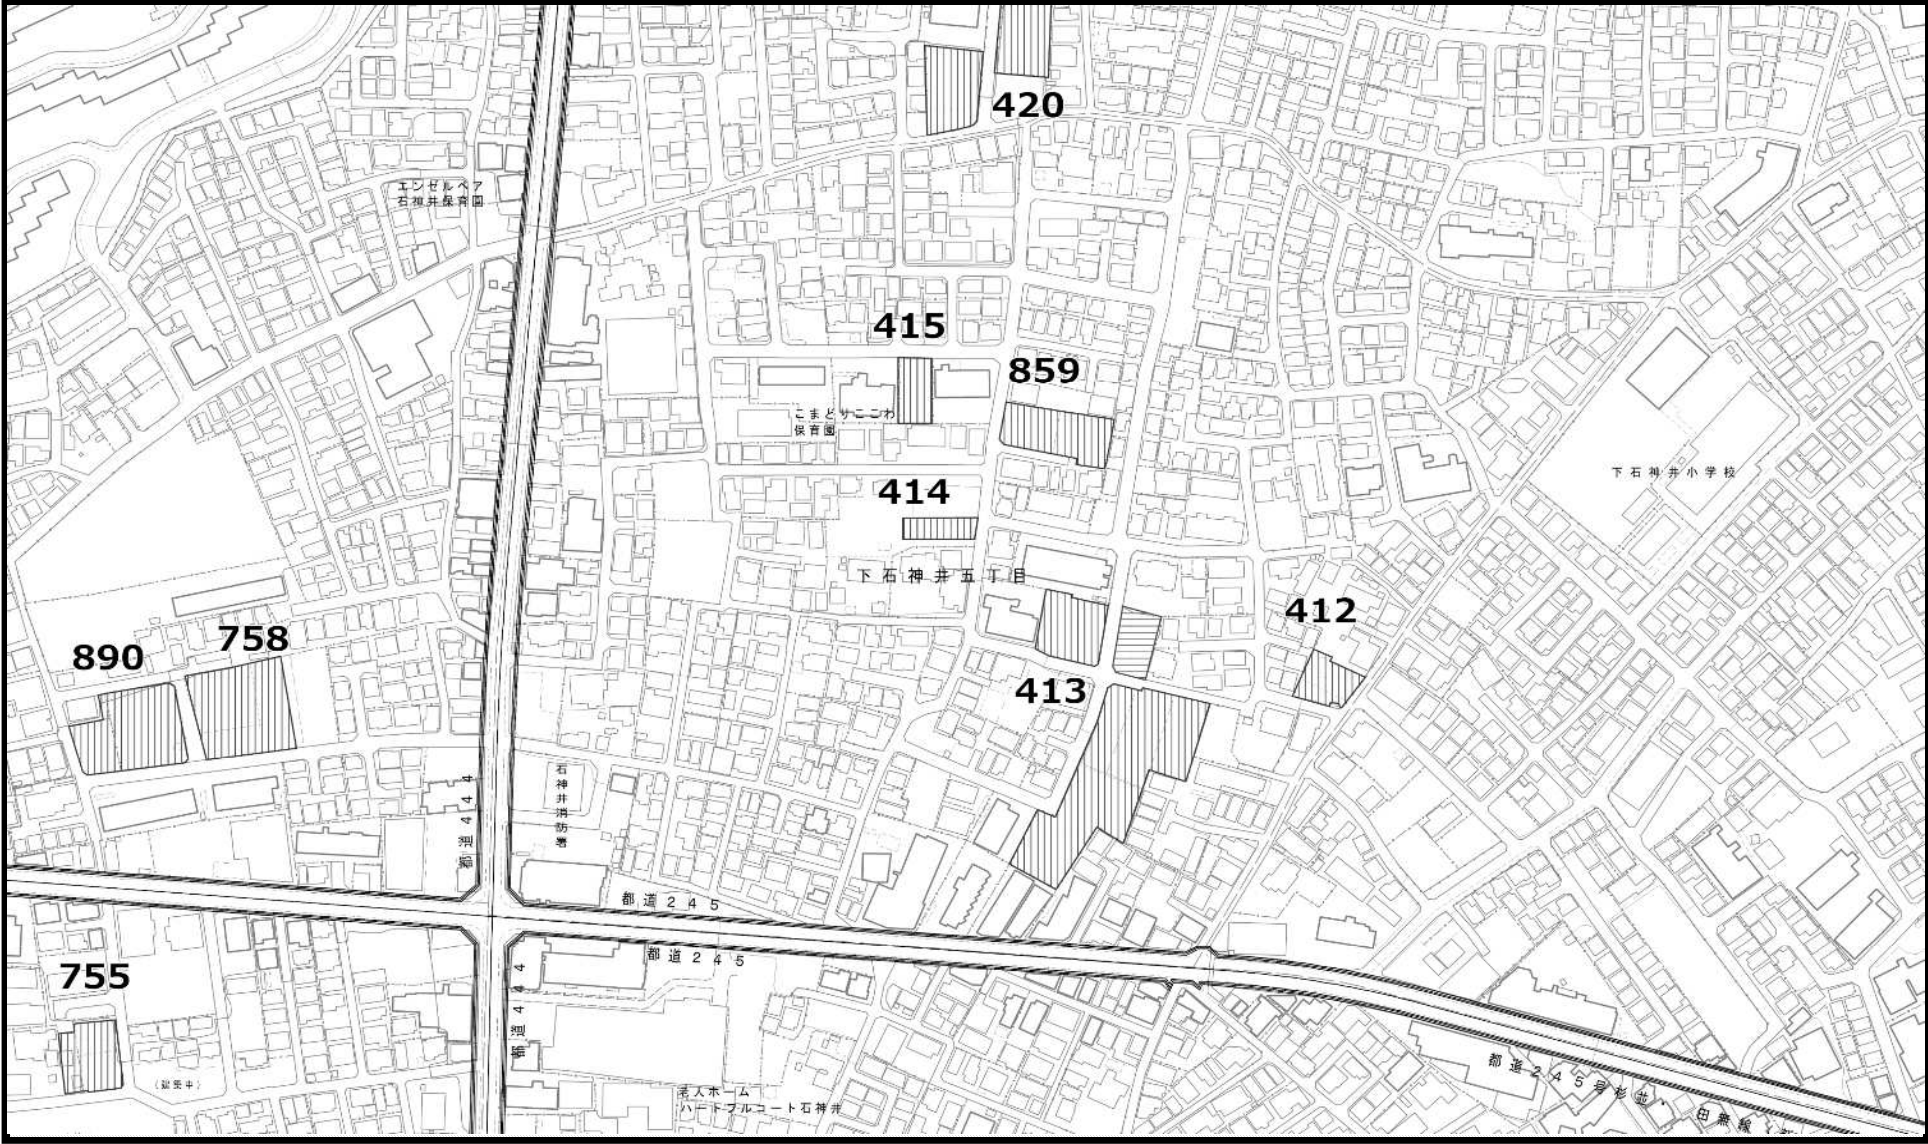 420
エンゼルベア
石神井保育園
415
859
こまどりここわ
保育園
下石神井小学校
414
下石神井五丁目
412
758
890
413
都道444
石神井消防署
都道245
都道245
755
都道444
(建築中)
老人ホーム
ハートフルコート石神井
都道245号杉並・田無線